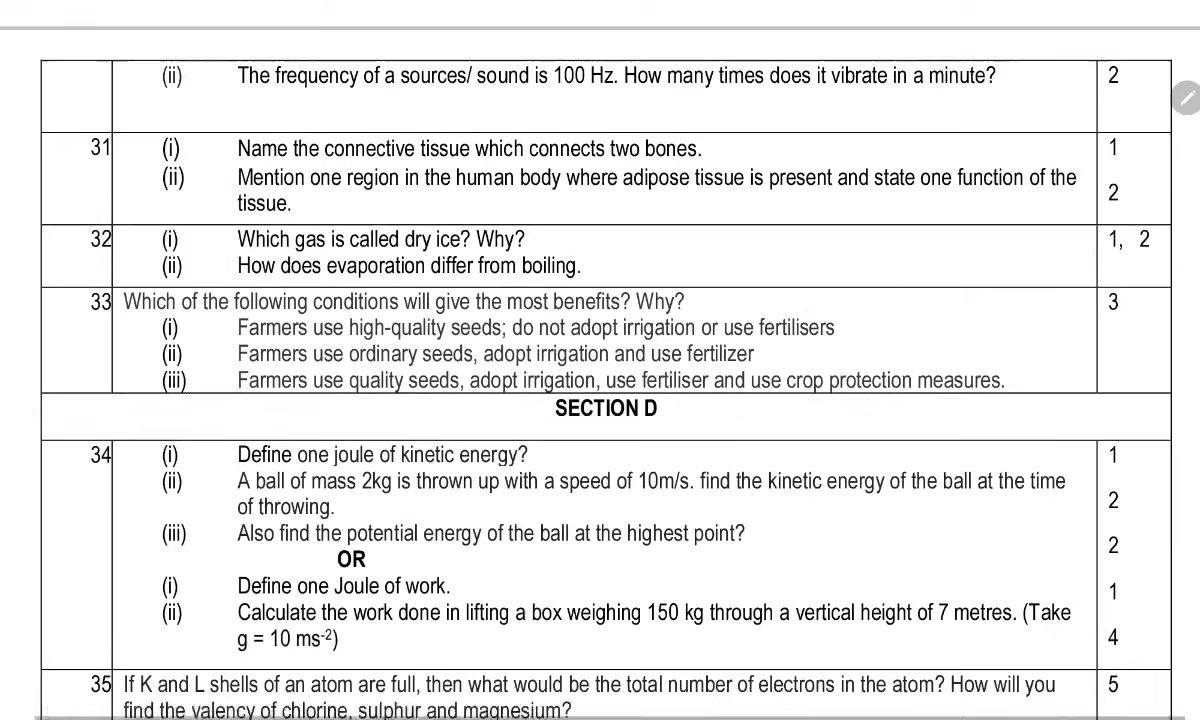 (ii) The frequency of a sources/ sound is 100 Hz. How many times does it vibrate in a minute? 2
31 (i) Name the connective tissue which connects two bones. 1
(ii) Mention one region in the human body where adipose tissue is present and state one function of the
tissue. 2
32 (i) Which gas is called dry ice? Why? 1, 2
(ii) How does evaporation differ from boiling.
33 Which of the following conditions will give the most benefits? Why? 3
(i) Farmers use high-quality seeds; do not adopt irrigation or use fertilisers
(ii) Farmers use ordinary seeds, adopt irrigation and use fertilizer
(iii) Farmers use quality seeds, adopt irrigation, use fertiliser and use crop protection measures.
SECTION D
34 (i) Define one joule of kinetic energy? 1
(ii) A ball of mass 2kg is thrown up with a speed of 10m/s. find the kinetic energy of the ball at the time
of throwing. 2
(iii) Also find the potential energy of the ball at the highest point? 2
OR
(i) Define one Joule of work. 1
(ii) Calculate the work done in lifting a box weighing 150 kg through a vertical height of 7 metres. (Take
g = 10 ms-2) 4
35 If K and L shells of an atom are full, then what would be the total number of electrons in the atom? How will you 5
find the valency of chlorine, sulphur and magnesium?